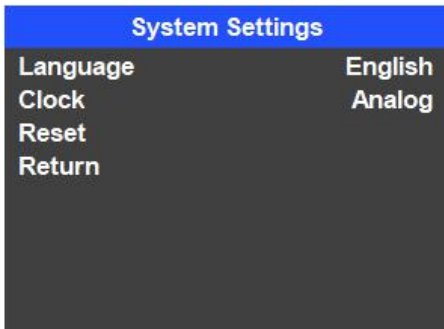 System Settings
Language English
Clock Analog
Reset
Return